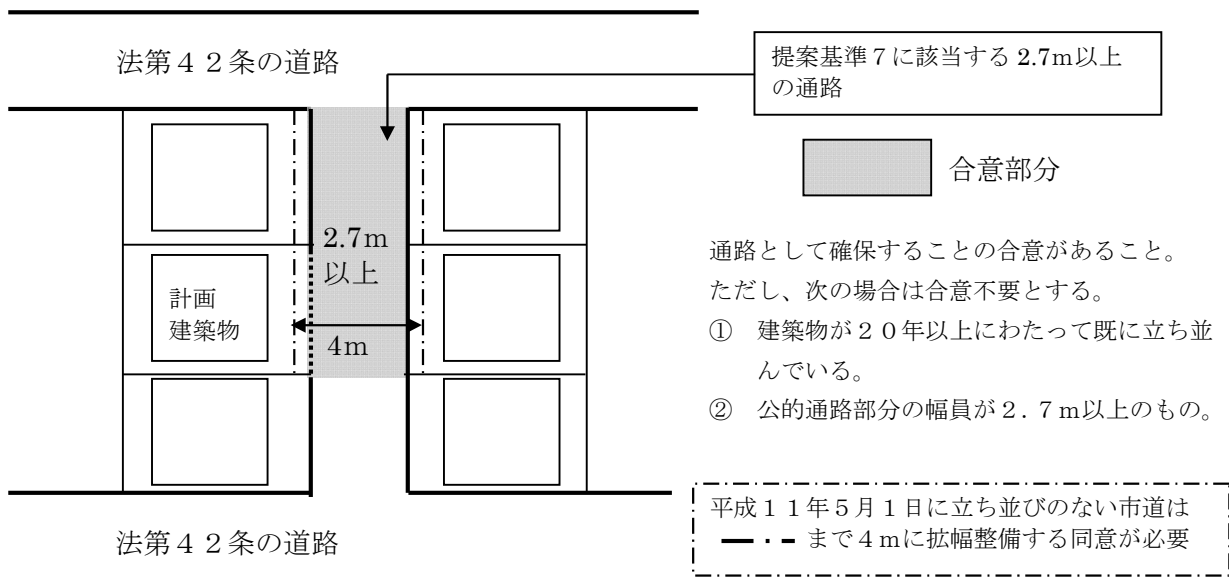 法第４２条の道路
提案基準７に該当する 2.7m以上
の通路
合意部分
2.7m
以上
計画
建築物
4m
通路として確保することの合意があること。
ただし、次の場合は合意不要とする。
① 建築物が２０年以上にわたって既に立ち並
んでいる。
② 公的通路部分の幅員が２．７ｍ以上のもの。
平成１１年５月１日に立ち並びのない市道は
まで４ｍに拡幅整備する同意が必要
法第４２条の道路